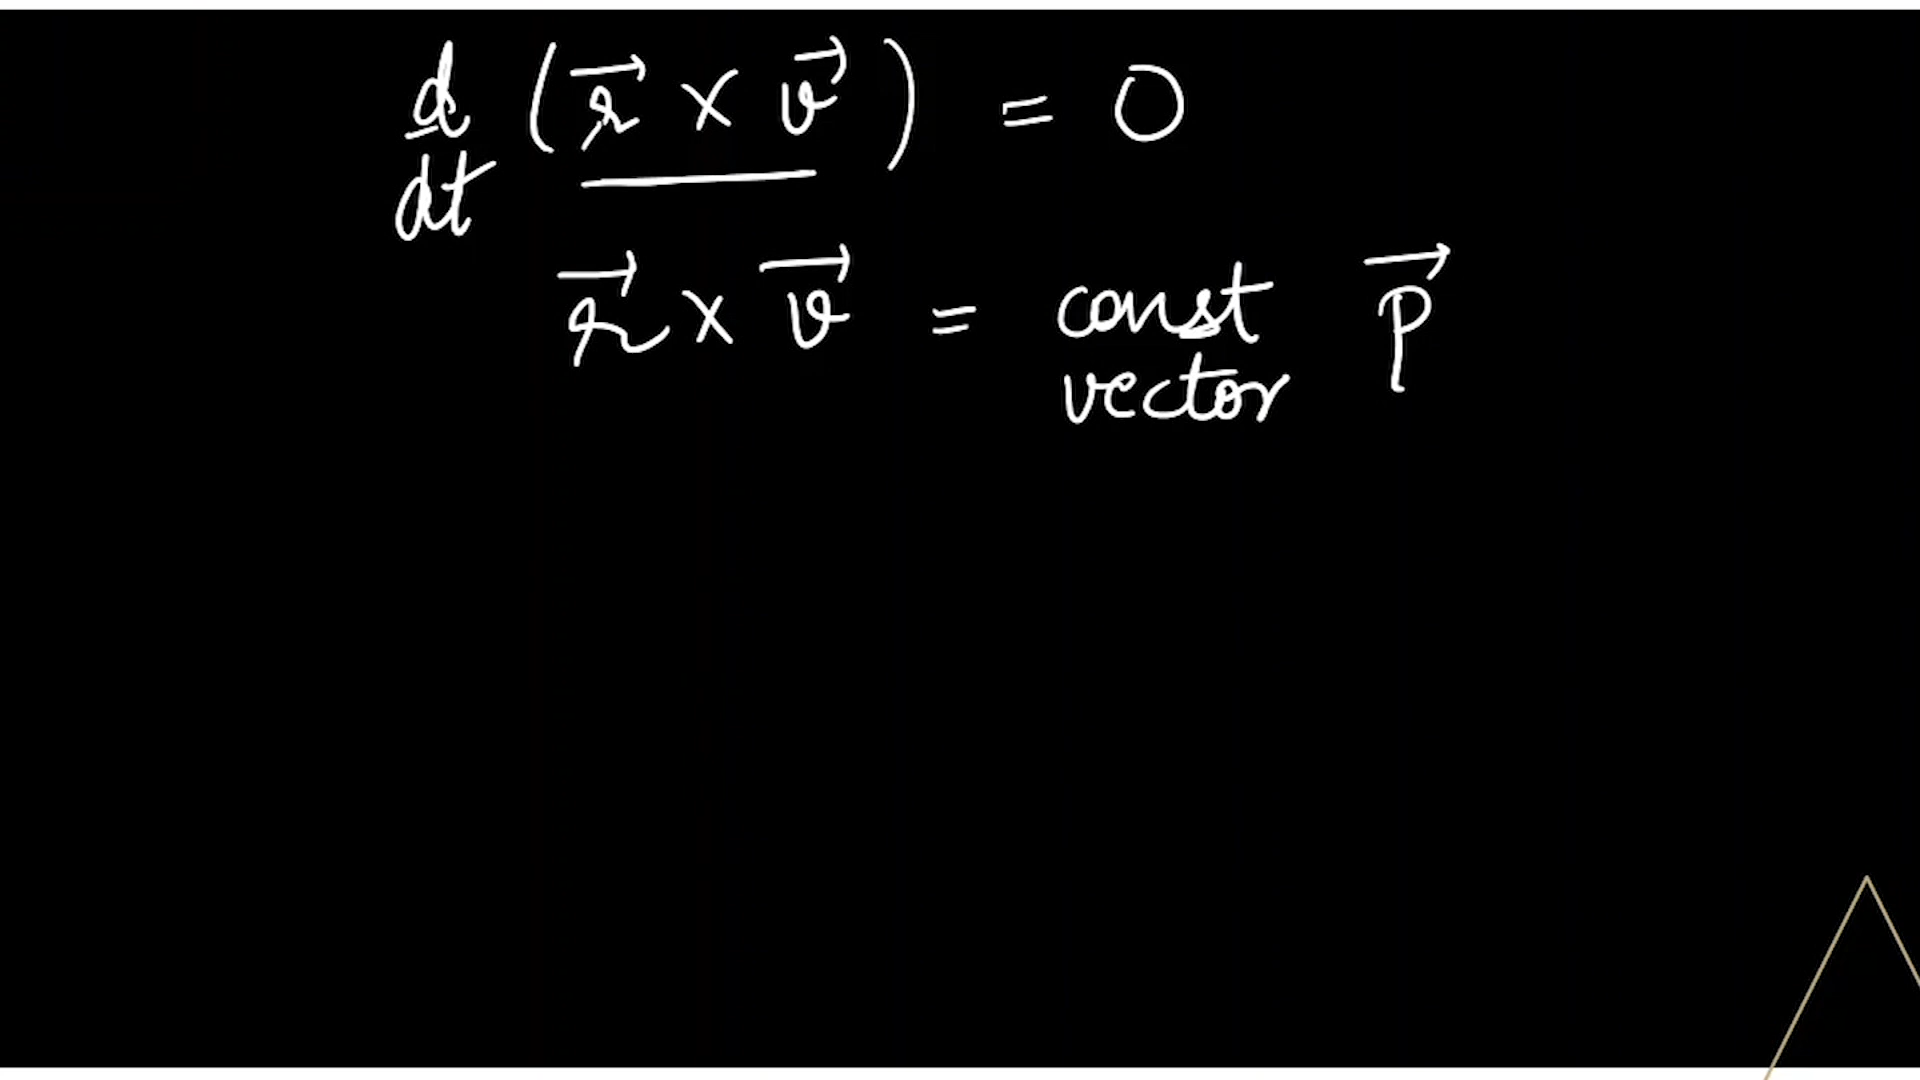 d/dt (r⃗ × v⃗) = 0
r⃗ × v⃗ = const vector p⃗